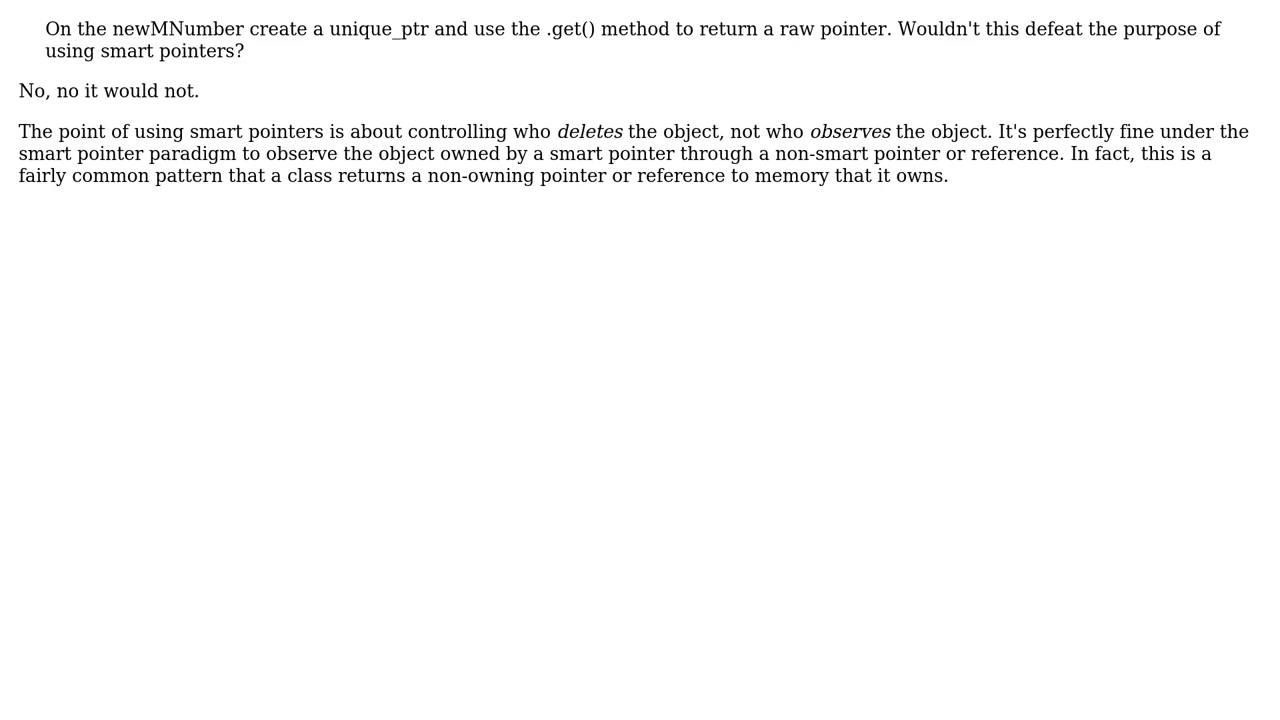 On the newMNumber create a unique_ptr and use the .get() method to return a raw pointer. Wouldn't this defeat the purpose of
using smart pointers?
No, no it would not.
The point of using smart pointers is about controlling who deletes the object, not who observes the object. It's perfectly fine under the
smart pointer paradigm to observe the object owned by a smart pointer through a non-smart pointer or reference. In fact, this is a
fairly common pattern that a class returns a non-owning pointer or reference to memory that it owns.